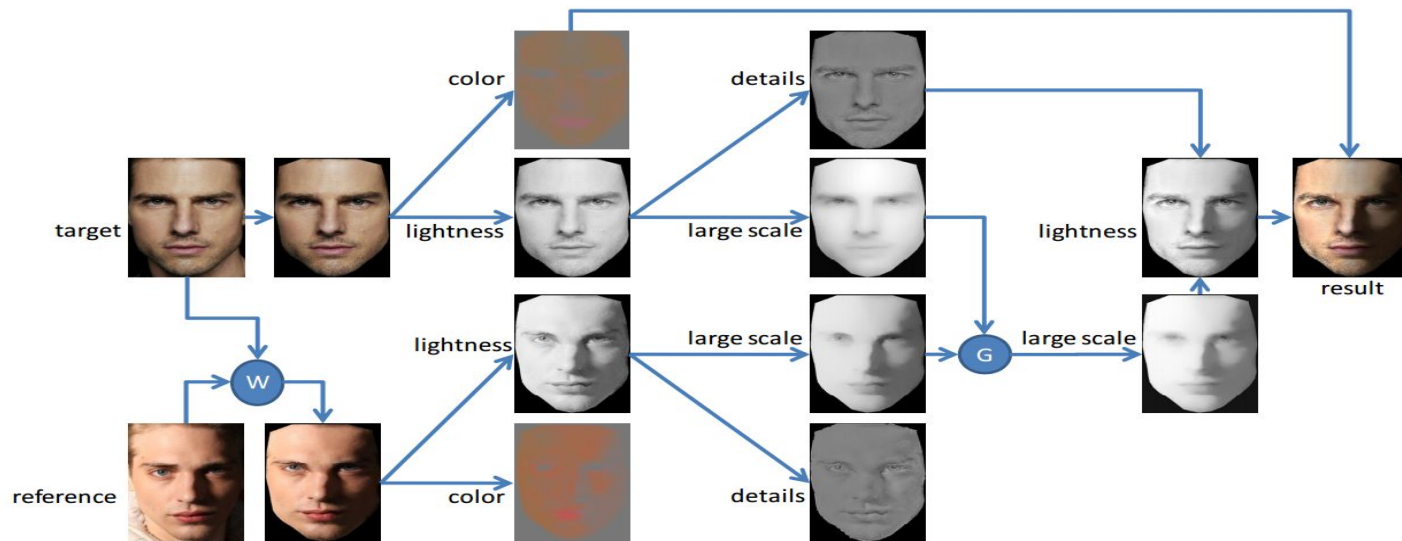 color
details
target
lightness
large scale
lightness
result
lightness
large scale
G
large scale
W
reference
color
details